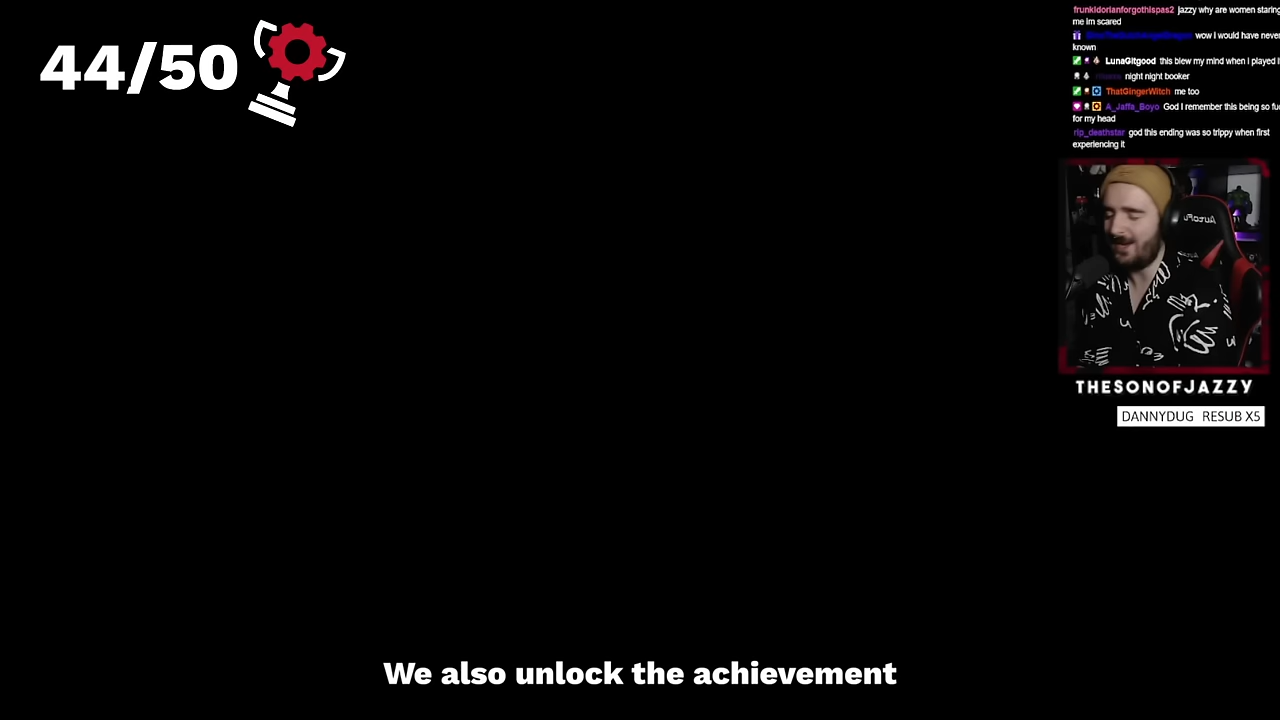 44/50
frunkidorianforgothispas2 jazzy why are women staring
me im scared
wow i would have never
known
LunaGitgood this blew my mind when I played i
night night booker
ThatGingerWitch me too
A_Jaffa_Boyo God I remember this being so fu
for my head
rip_deathstar god this ending was so trippy when first
experiencing it
THESONOFJAZZY
DANNYDUG RESUB X5
We also unlock the achievement